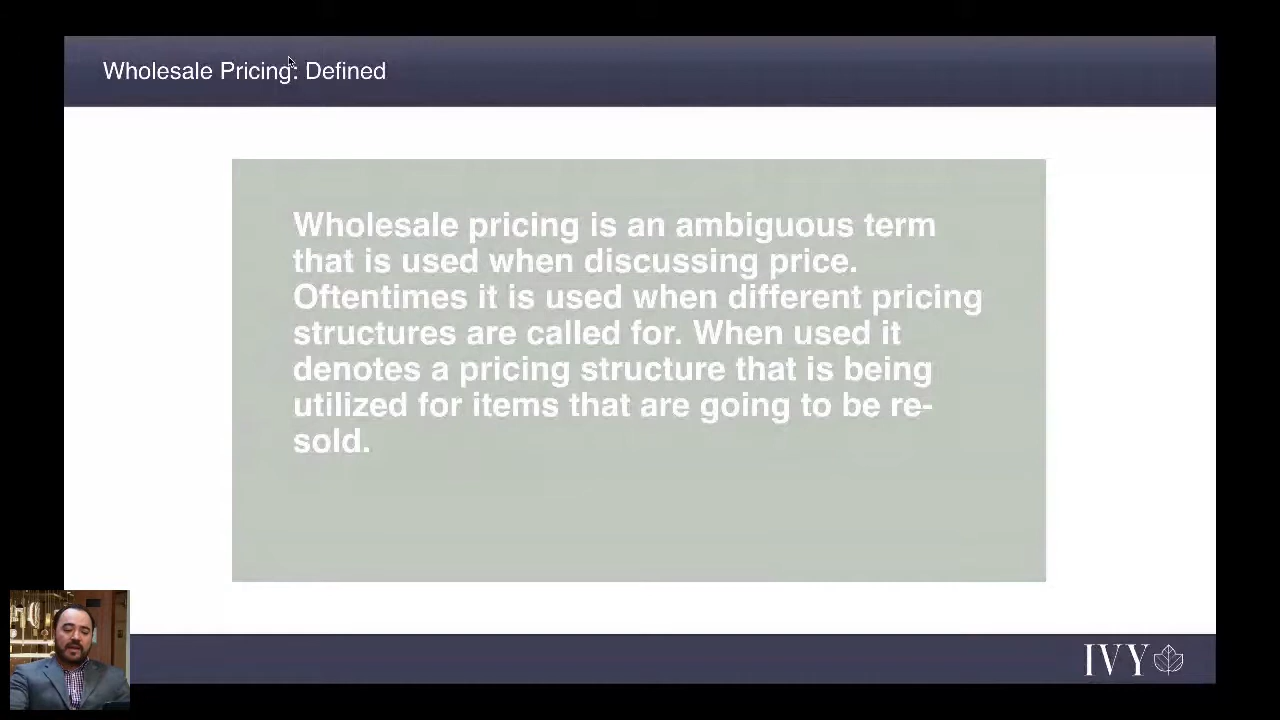 Wholesale Pricing: Defined
Wholesale pricing is an ambiguous term
that is used when discussing price.
Oftentimes it is used when different pricing
structures are called for. When used it
denotes a pricing structure that is being
utilized for items that are going to be re-
sold.
IVY